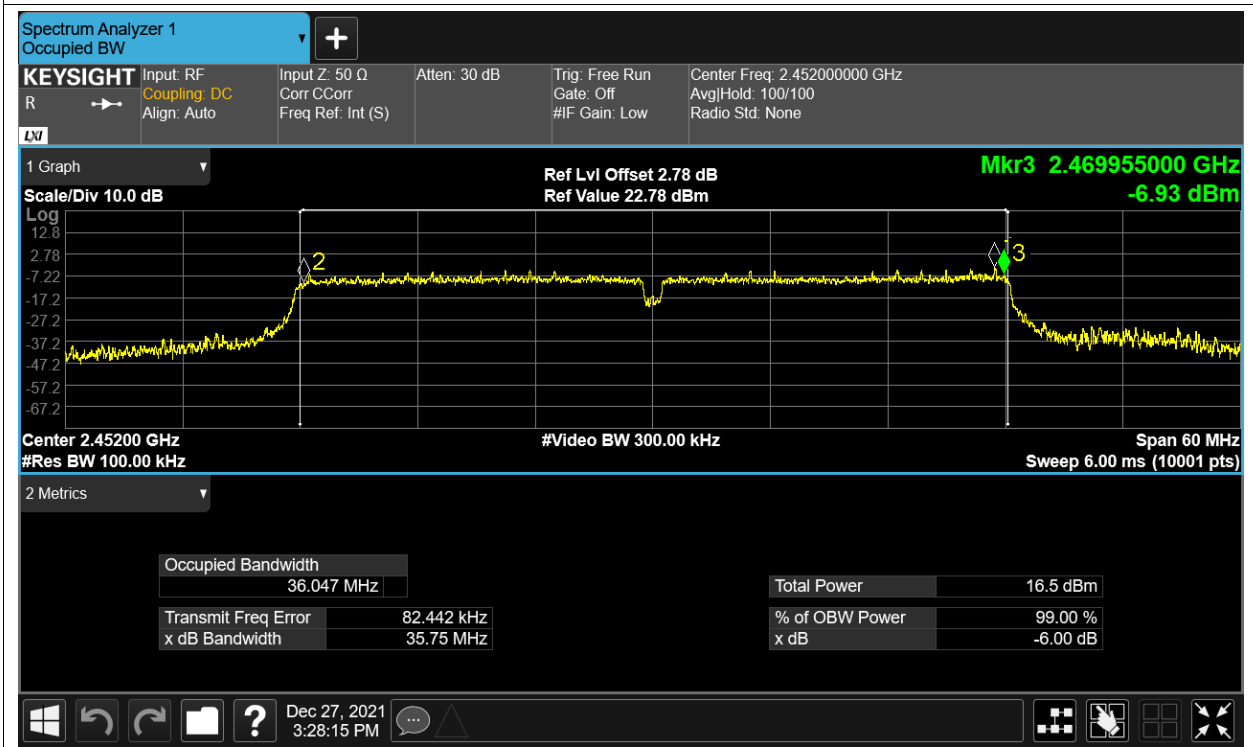 Spectrum Analyzer 1
Occupied BW
KEYSIGHT Input: RF Input Z: 50 Ω Atten: 30 dB Trig: Free Run Center Freq: 2.452000000 GHz
R Coupling: DC Corr CCorr Gate: Off Avg|Hold: 100/100
Align: Auto Freq Ref: Int (S) #IF Gain: Low Radio Std: None
LXI
1 Graph
Ref Lvl Offset 2.78 dB Mkr3 2.469955000 GHz
Scale/Div 10.0 dB Ref Value 22.78 dBm -6.93 dBm
Log
12.8
2.78
-7.22
-17.2
-27.2
-37.2
-47.2
-57.2
-67.2
2
3
Center 2.45200 GHz #Video BW 300.00 kHz Span 60 MHz
#Res BW 100.00 kHz Sweep 6.00 ms (10001 pts)
2 Metrics
Occupied Bandwidth
36.047 MHz Total Power 16.5 dBm
Transmit Freq Error 82.442 kHz % of OBW Power 99.00 %
x dB Bandwidth 35.75 MHz x dB -6.00 dB
? Dec 27, 2021
3:28:15 PM